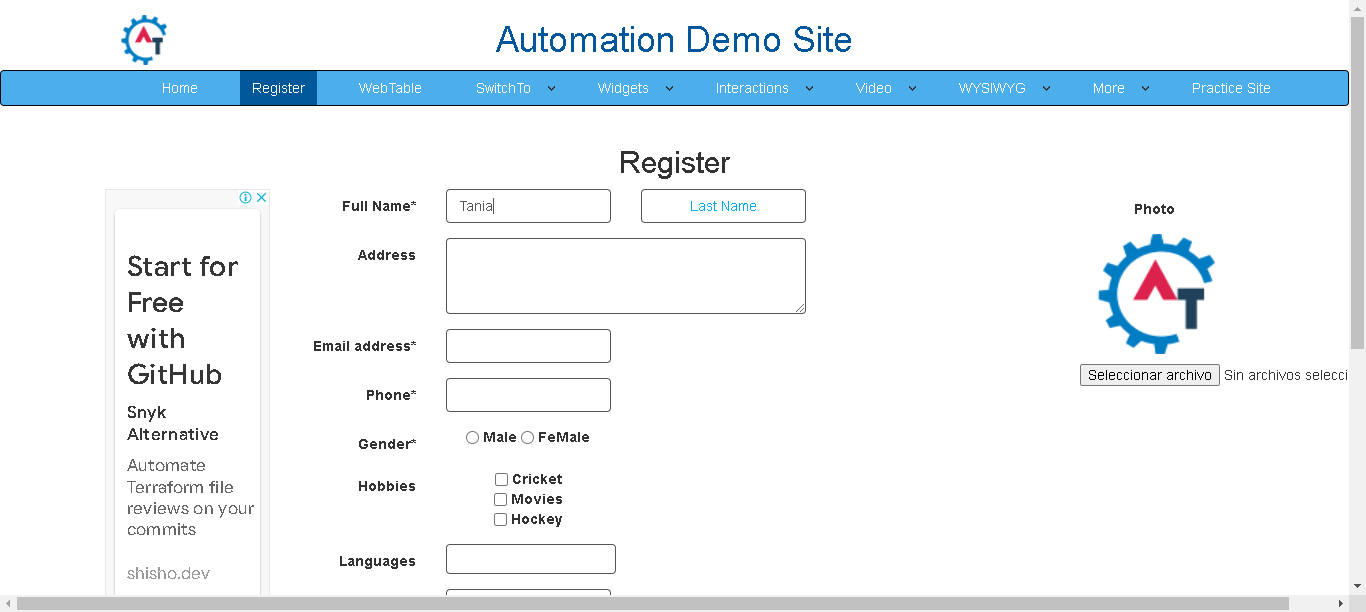 Automation Demo Site
Home Register WebTable SwitchTo Widgets Interactions Video WYSIWYG More Practice Site
Register
Start for
Free
with
GitHub
Snyk
Alternative
Automate
Terraform file
reviews on your
commits
shisho.dev
Full Name* Tania Last Name
Address
Email address*
Phone*
Gender* Male FeMale
Hobbies Cricket
Movies
Hockey
Languages
Photo
AT
Seleccionar archivo Sin archivos selecci